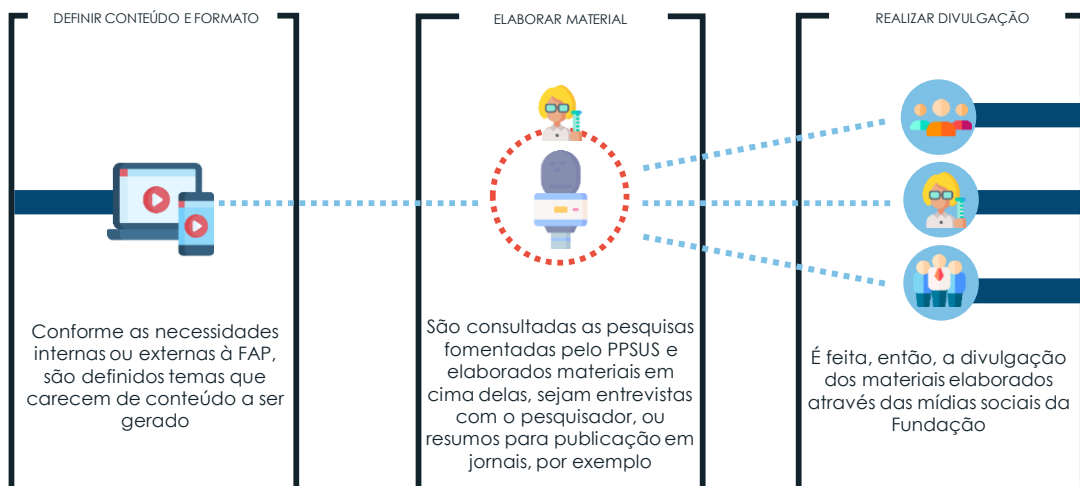 DEFINIR CONTEÚDO E FORMATO
Conforme as necessidades
internas ou externas à FAP,
são definidos temas que
carecem de conteúdo a ser
gerado
ELABORAR MATERIAL
São consultadas as pesquisas
fomentadas pelo PPSUS e
elaborados materiais em
cima delas, sejam entrevistas
com o pesquisador, ou
resumos para publicação em
jornais, por exemplo
REALIZAR DIVULGAÇÃO
É feita, então, a divulgação
dos materiais elaborados
através das mídias sociais da
Fundação